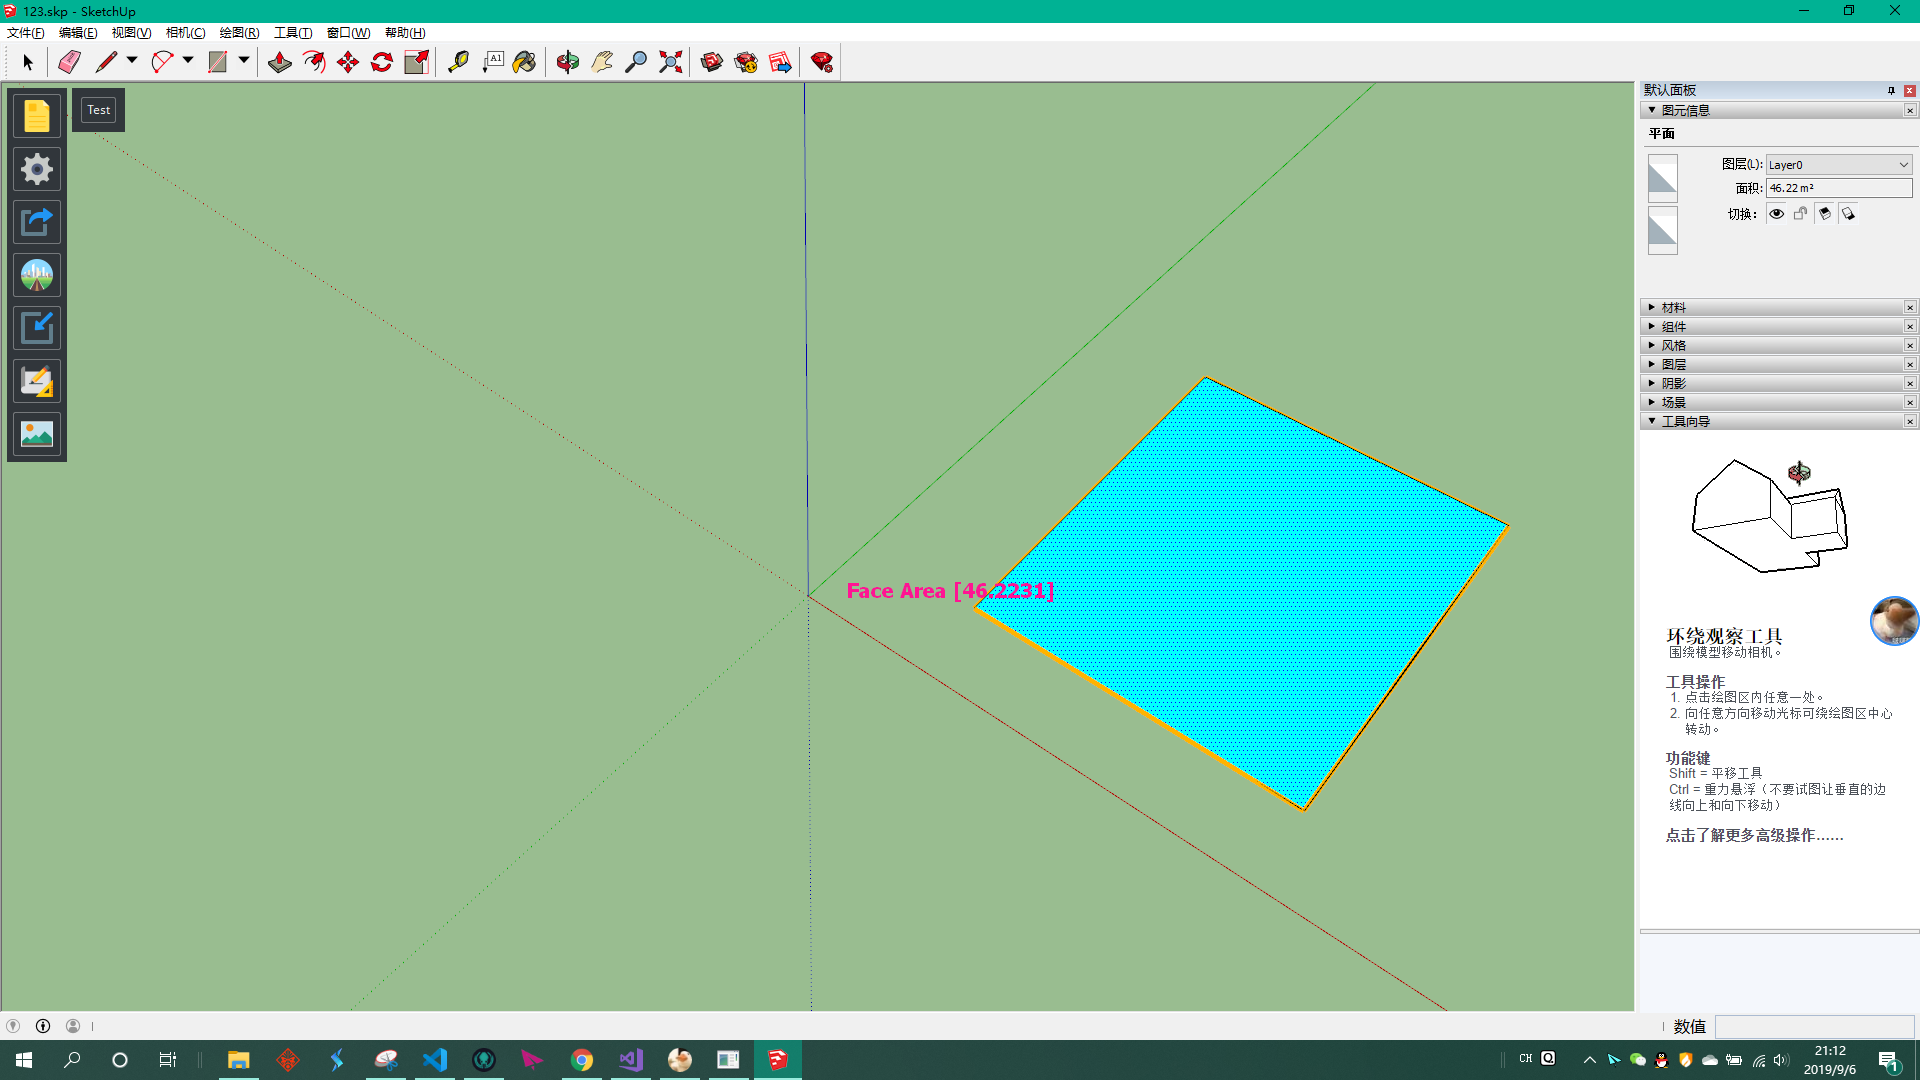 123.skp - SketchUp
文件(F) 编辑(E) 视图(V) 相机(C) 绘图(R) 工具(T) 窗口(W) 帮助(H)
A1
Test
默认面板
图元信息
平面
图层(L): Layer0
面积: 46.22 m²
切换:
材料
组件
风格
图层
阴影
场景
工具向导
Face Area [46.2231]
环绕观察工具
围绕模型移动相机。
工具操作
1. 点击绘图区内任意一处。
2. 向任意方向移动光标可绕绘图区中心
转动。
功能键
Shift = 平移工具
Ctrl = 重力悬浮（不要试图让垂直的边
线向上和向下移动）
点击了解更多高级操作……
数值
CH
21:12
2019/9/6
1